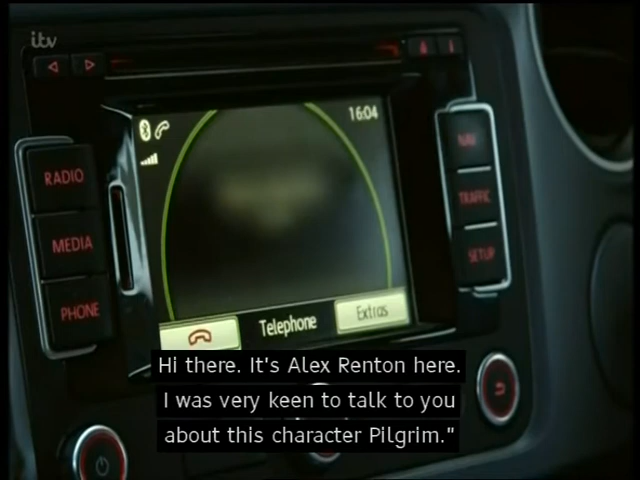 itv
16:04
RADIO
NAV
MEDIA
TRAFFIC
PHONE
SETUP
Telephone
Extras
Hi there. It's Alex Renton here.
I was very keen to talk to you
about this character Pilgrim."